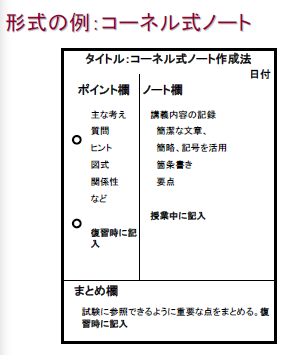 形式の例:コーネル式ノート
タイトル:コーネル式ノート作成法
日付
ポイント欄
主な考え
質問
ヒント
図式
関係性
など
復習時に記
入
ノート欄
講義内容の記録
簡潔な文章、
簡略、記号を活用
箇条書き
要点
授業中に記入
まとめ欄
試験に参照できるように重要な点をまとめる。復
習時に記入